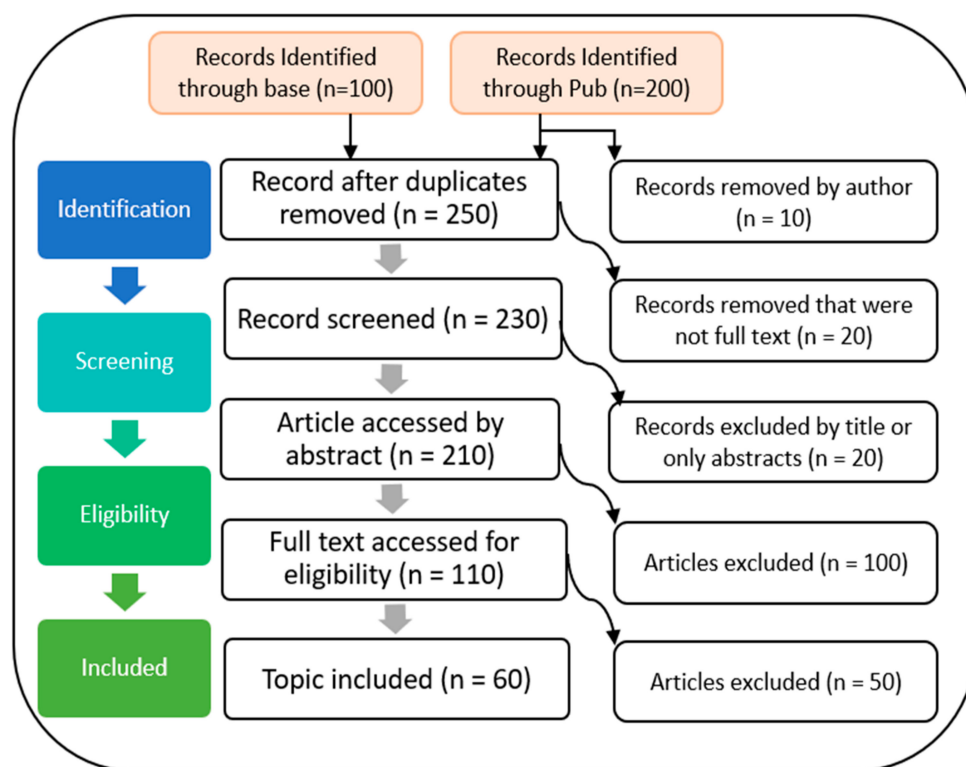 Records Identified
through base (n=100)
Records Identified
through Pub (n=200)
Identification
Record after duplicates
removed (n = 250)
Records removed by author
(n = 10)
Screening
Record screened (n = 230)
Records removed that were
not full text (n = 20)
Article accessed by
abstract (n = 210)
Records excluded by title or
only abstracts (n = 20)
Eligibility
Full text accessed for
eligibility (n = 110)
Articles excluded (n = 100)
Included
Topic included (n = 60)
Articles excluded (n = 50)